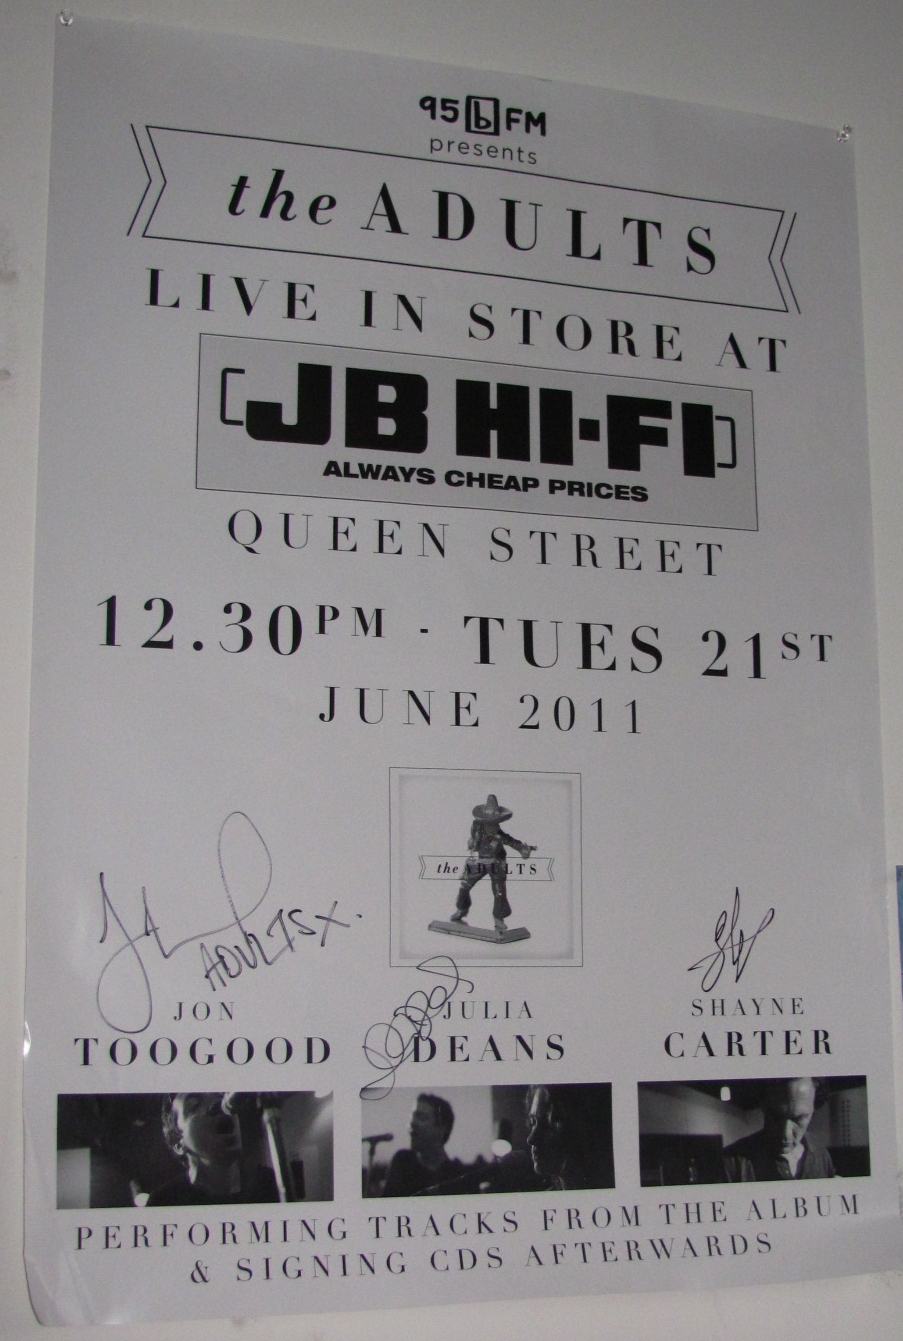 95bFM
presents
the ADULTS
LIVE IN STORE AT
JB HI-FI
ALWAYS CHEAP PRICES
QUEEN STREET
12.30PM - TUES 21ST
JUNE 2011
the ADULTS
ADULTS X.
JON
TOOGOOD
JULIA
DEANS
SHAYNE
CARTER
PERFORMING TRACKS FROM THE ALBUM
& SIGNING CDS AFTERWARDS